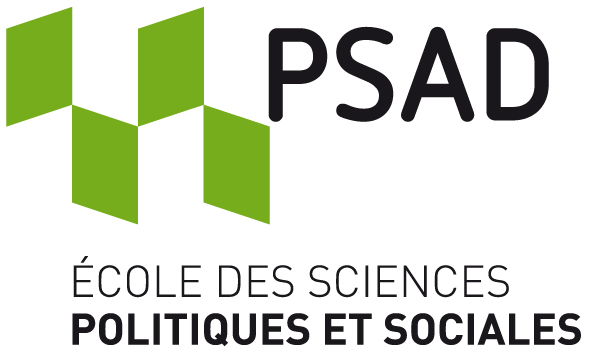 PSAD
ÉCOLE DES SCIENCES
POLITIQUES ET SOCIALES